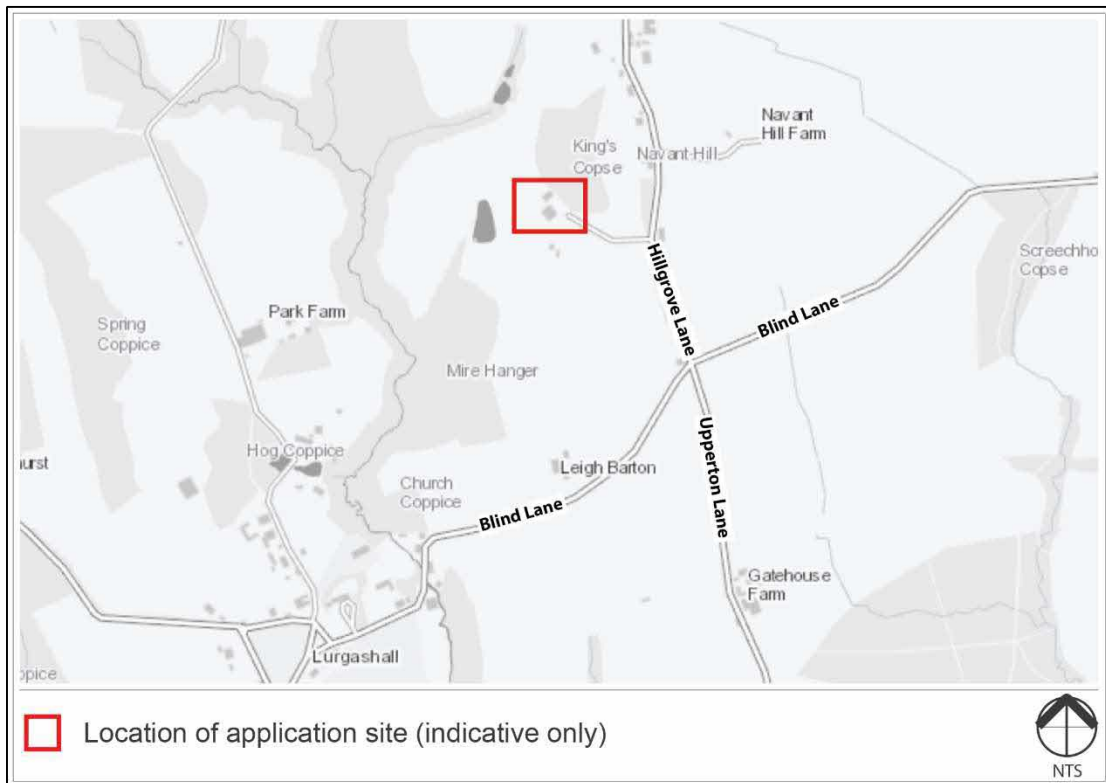 Navant
Hill Farm
King's
Copse
Navant Hill
Hillgrove Lane
Screechho
Copse
Blind Lane
Park Farm
Spring
Coppice
Mire Hanger
Upperton Lane
Hog Coppice
urst
Leigh Barton
Church
Coppice
Blind Lane
Gatehouse
Farm
Lurgashall
opice
Location of application site (indicative only)
NTS